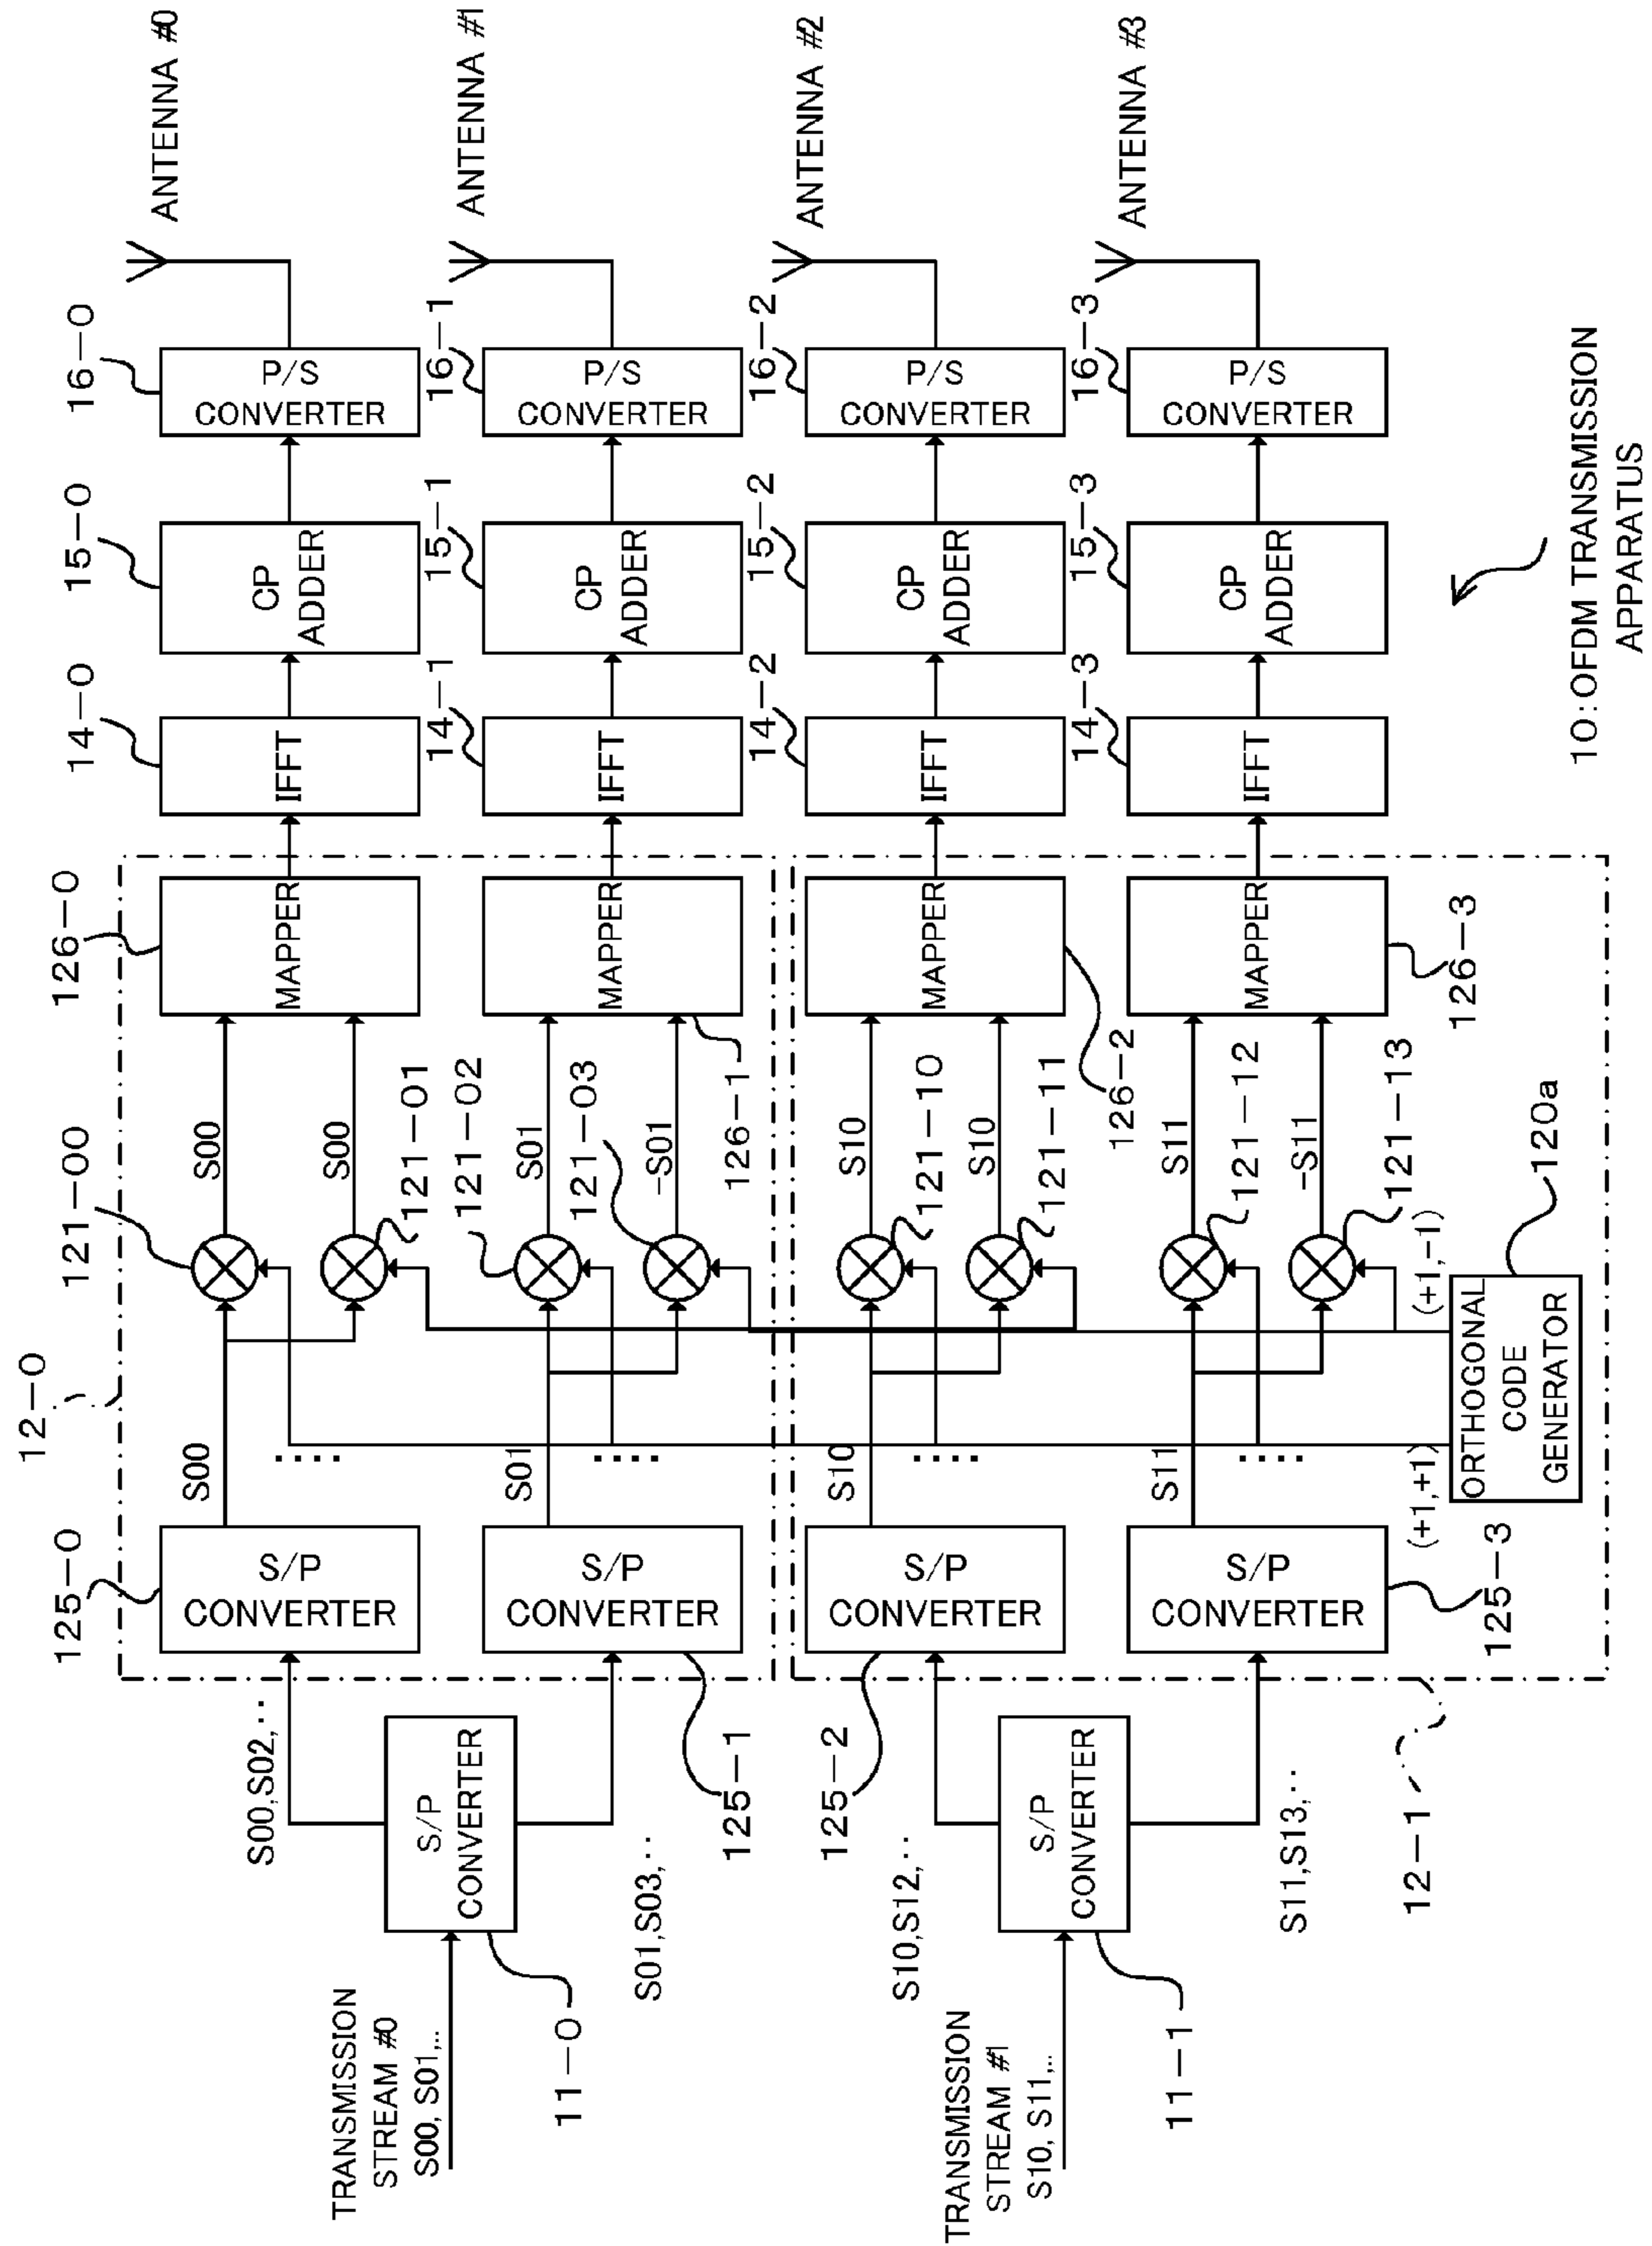 TRANSMISSION
STREAM #0
S00, S01,..
11-0
S/P
CONVERTER
S00,S02,..
S01,S03,..
TRANSMISSION
STREAM #1
S10, S11,..
11-1
S/P
CONVERTER
S10,S12,..
S11,S13,..
12-0
12-1
125-0
S/P
CONVERTER
125-1
S/P
CONVERTER
125-2
S/P
CONVERTER
125-3
S/P
CONVERTER
S00
....
S01
....
S10
....
S11
....
(+1,+1)
(+1,-1)
ORTHOGONAL
CODE
GENERATOR
120a
121-00
121-01
121-02
121-03
121-10
121-11
121-12
121-13
S00
S00
S01
-S01
S10
S10
S11
-S11
126-0
MAPPER
126-1
MAPPER
126-2
MAPPER
126-3
MAPPER
14-0
IFFT
14-1
IFFT
14-2
IFFT
14-3
IFFT
15-0
CP
ADDER
15-1
CP
ADDER
15-2
CP
ADDER
15-3
CP
ADDER
16-0
P/S
CONVERTER
16-1
P/S
CONVERTER
16-2
P/S
CONVERTER
16-3
P/S
CONVERTER
ANTENNA #0
ANTENNA #1
ANTENNA #2
ANTENNA #3
10:OFDM TRANSMISSION
APPARATUS